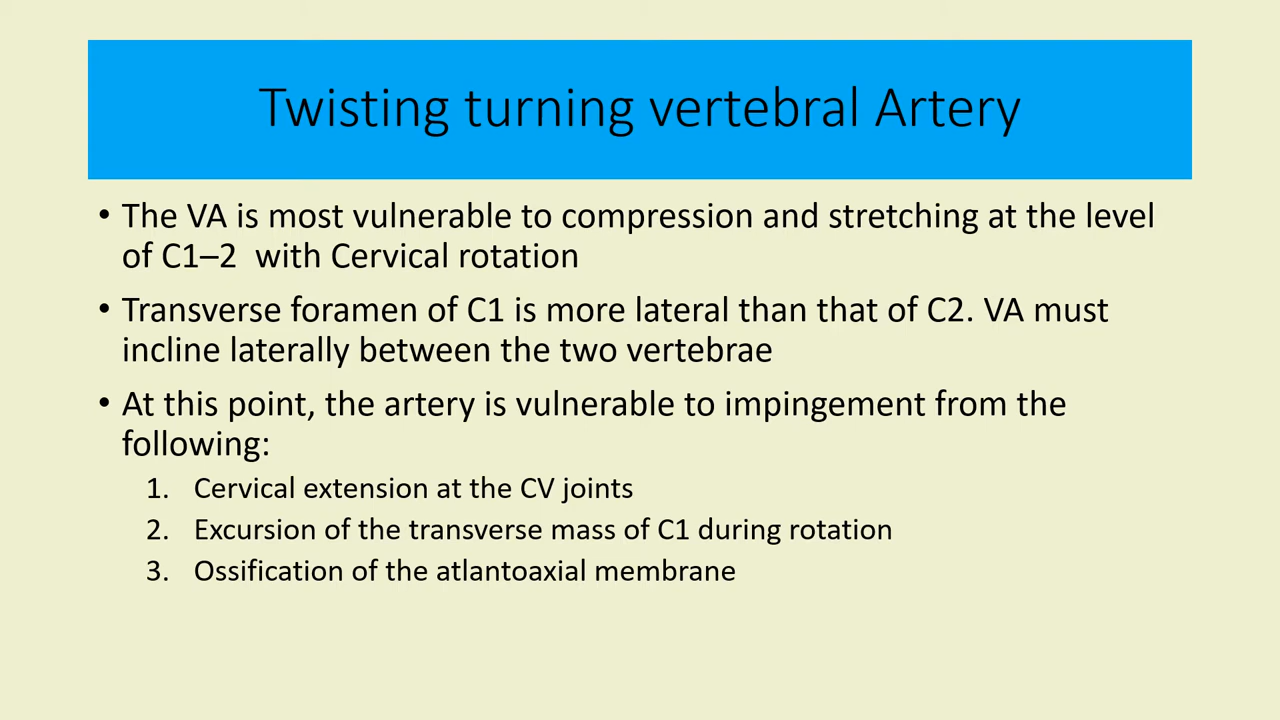 Twisting turning vertebral Artery
• The VA is most vulnerable to compression and stretching at the level
of C1–2  with Cervical rotation
• Transverse foramen of C1 is more lateral than that of C2. VA must
incline laterally between the two vertebrae
• At this point, the artery is vulnerable to impingement from the
following:
1. Cervical extension at the CV joints
2. Excursion of the transverse mass of C1 during rotation
3. Ossification of the atlantoaxial membrane